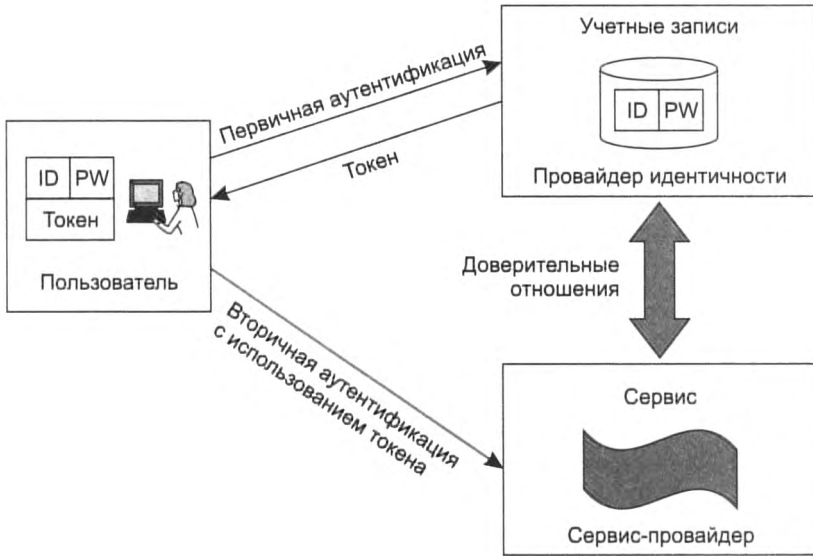 Учетные записи
ID PW
Провайдер идентичности
Первичная аутентификация
Токен
ID PW
Токен
Пользователь
Доверительные
отношения
Вторичная аутентификация
с использованием токена
Сервис
Сервис-провайдер